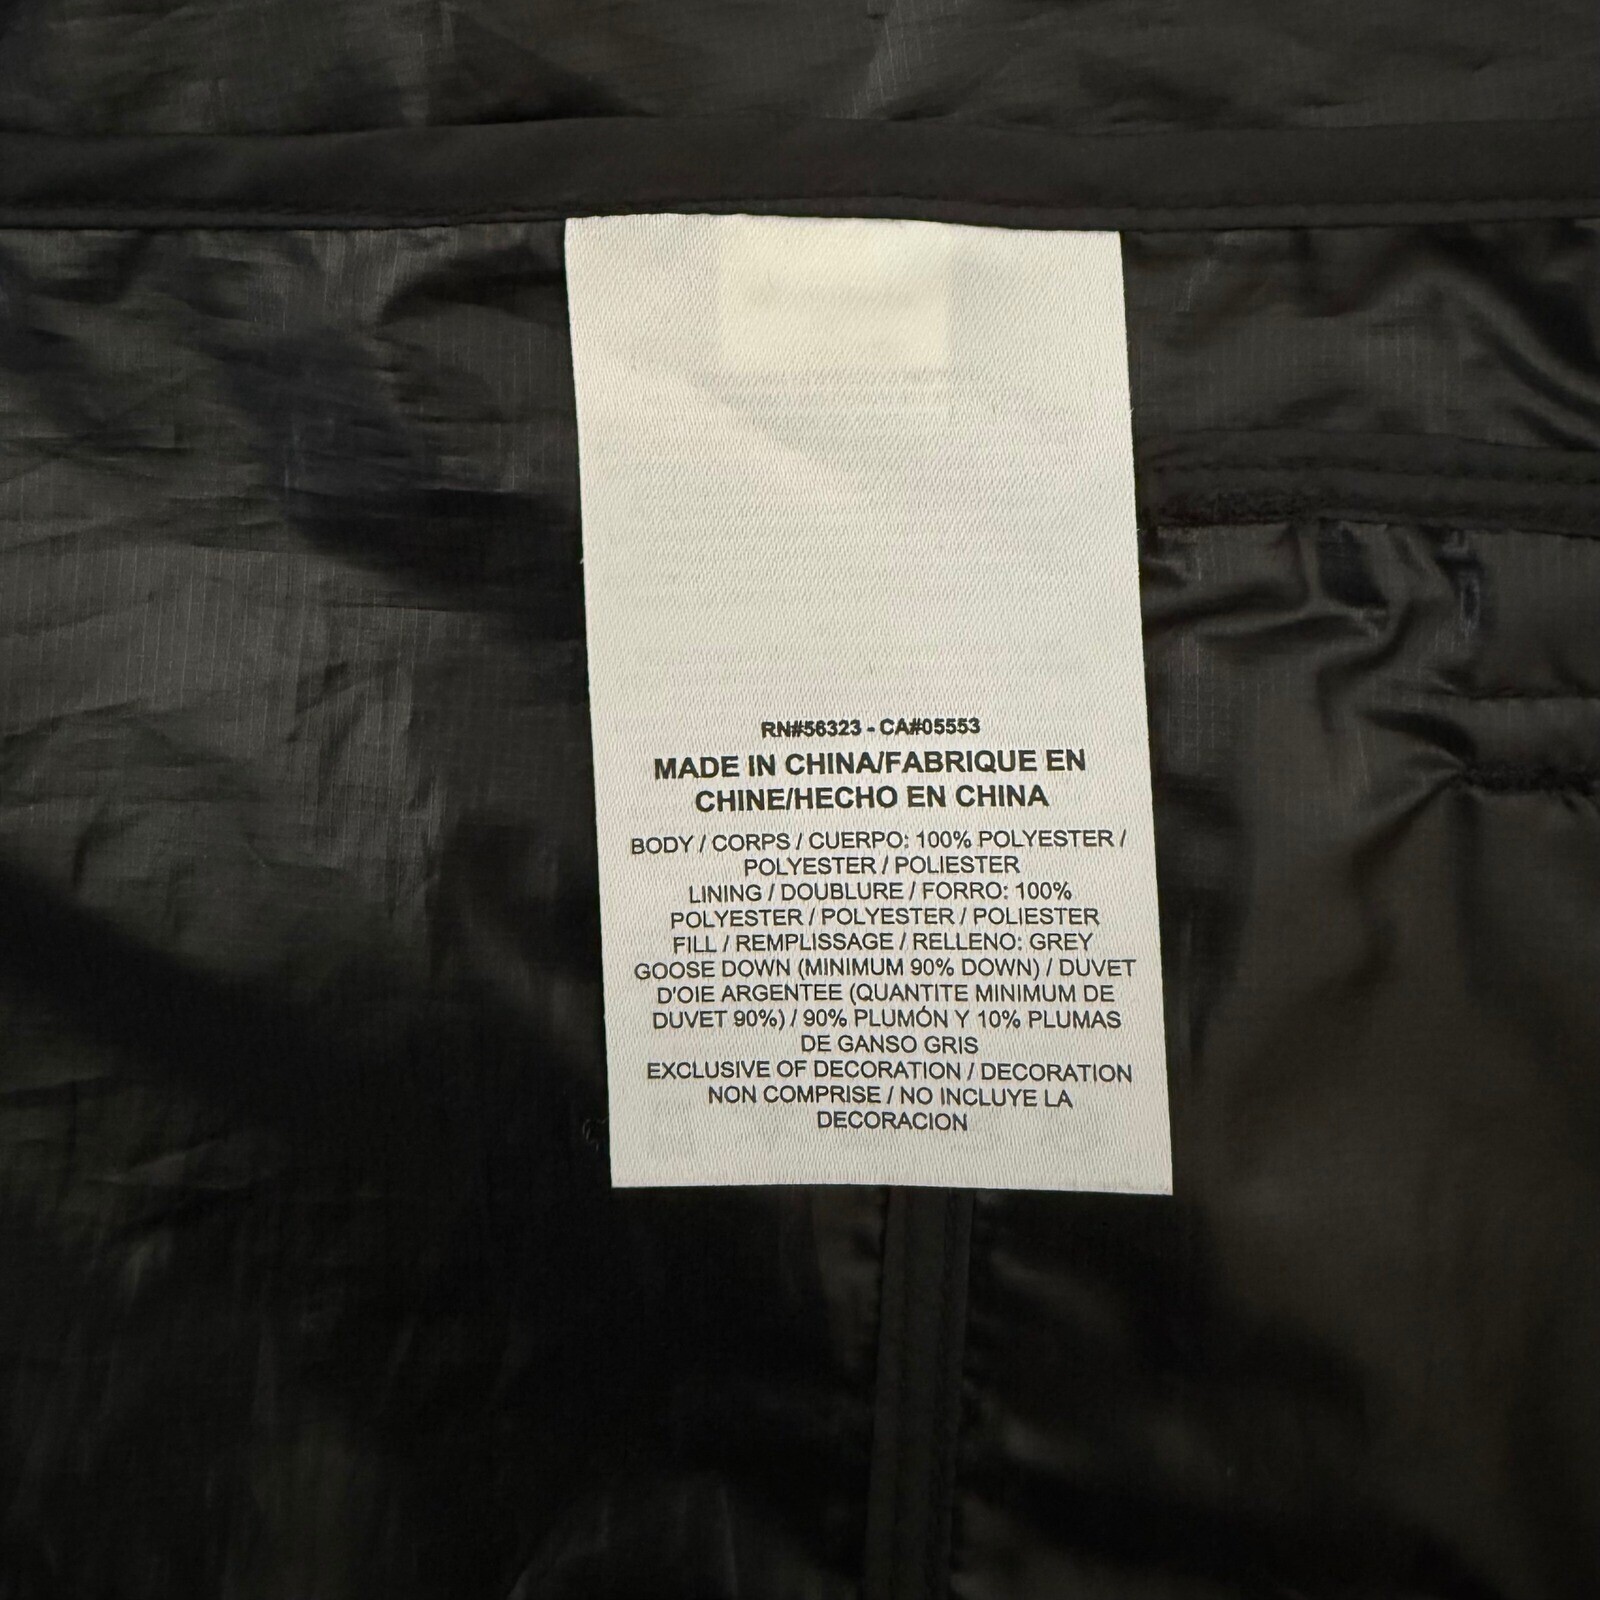 RN#56323 - CA#05553
MADE IN CHINA/FABRIQUE EN
CHINE/HECHO EN CHINA
BODY / CORPS / CUERPO: 100% POLYESTER /
POLYESTER / POLIESTER
LINING / DOUBLURE / FORRO: 100%
POLYESTER / POLYESTER / POLIESTER
FILL / REMPLISSAGE / RELLENO: GREY
GOOSE DOWN (MINIMUM 90% DOWN) / DUVET
D'OIE ARGENTEE (QUANTITE MINIMUM DE
DUVET 90%) / 90% PLUMÓN Y 10% PLUMAS
DE GANSO GRIS
EXCLUSIVE OF DECORATION / DECORATION
NON COMPRISE / NO INCLUYE LA
DECORACION